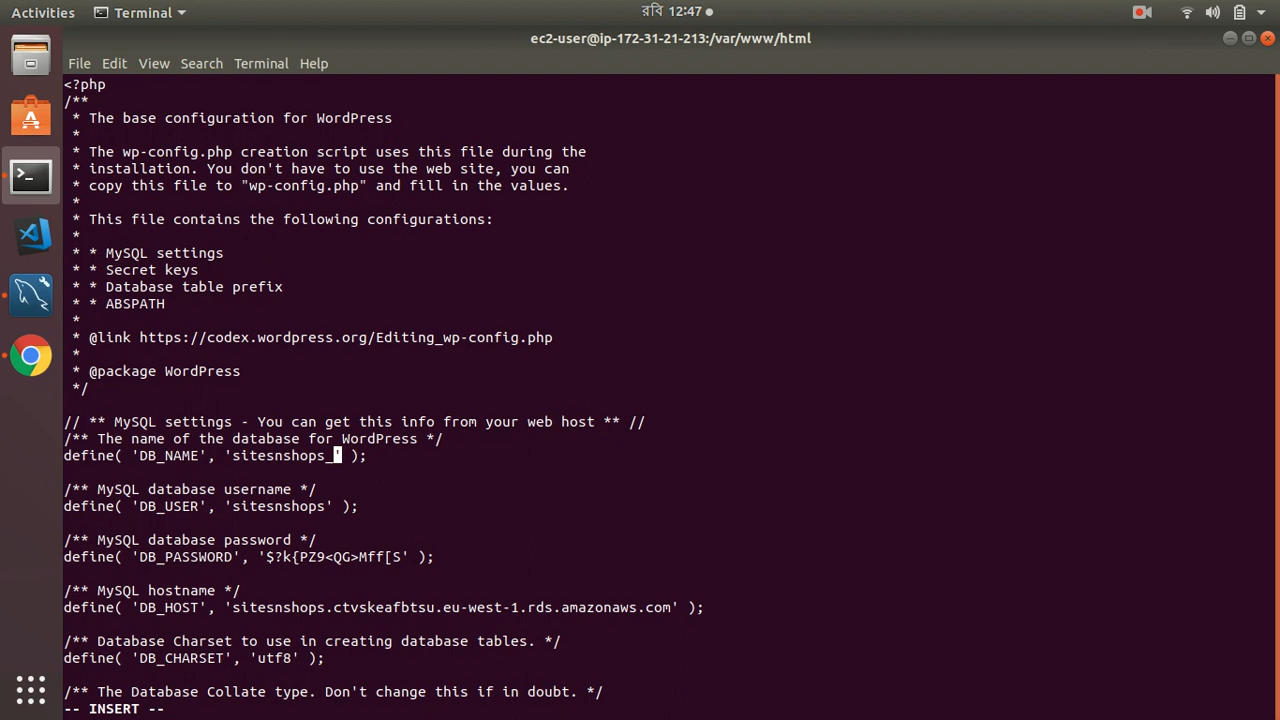 Activities Terminal রবি 12:47
ec2-user@ip-172-31-21-213:/var/www/html
File Edit View Search Terminal Help
<?php
/**
 * The base configuration for WordPress
 *
 * The wp-config.php creation script uses this file during the
 * installation. You don't have to use the web site, you can
 * copy this file to "wp-config.php" and fill in the values.
 *
 * This file contains the following configurations:
 *
 * * MySQL settings
 * * Secret keys
 * * Database table prefix
 * * ABSPATH
 *
 * @link https://codex.wordpress.org/Editing_wp-config.php
 *
 * @package WordPress
 */
// ** MySQL settings - You can get this info from your web host ** //
/** The name of the database for WordPress */
define( 'DB_NAME', 'sitesnshops_' );
/** MySQL database username */
define( 'DB_USER', 'sitesnshops' );
/** MySQL database password */
define( 'DB_PASSWORD', '$?k{PZ9<QG>Mff[S' );
/** MySQL hostname */
define( 'DB_HOST', 'sitesnshops.ctvskeafbtsu.eu-west-1.rds.amazonaws.com' );
/** Database Charset to use in creating database tables. */
define( 'DB_CHARSET', 'utf8' );
/** The Database Collate type. Don't change this if in doubt. */
-- INSERT --